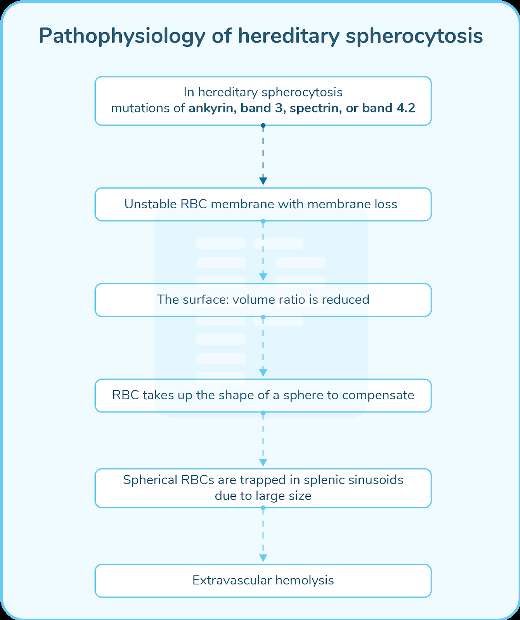 Pathophysiology of hereditary spherocytosis
In hereditary spherocytosis
mutations of ankyrin, band 3, spectrin, or band 4.2
Unstable RBC membrane with membrane loss
The surface: volume ratio is reduced
RBC takes up the shape of a sphere to compensate
Spherical RBCs are trapped in splenic sinusoids
due to large size
Extravascular hemolysis